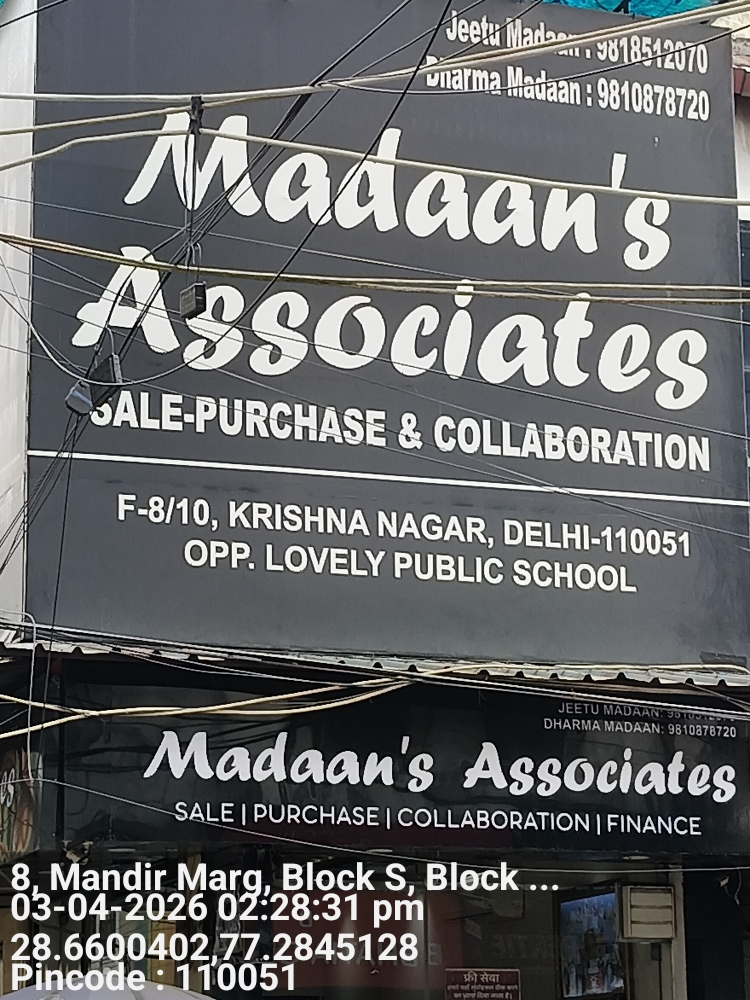 Jeetu Madaan : 9818512070
Dharma Madaan : 9810878720
Madaan's
Associates
SALE-PURCHASE & COLLABORATION
F-8/10, KRISHNA NAGAR, DELHI-110051
OPP. LOVELY PUBLIC SCHOOL
JEETU MADAAN:
DHARMA MADAAN: 9810878720
Madaan's Associates
SALE | PURCHASE | COLLABORATION | FINANCE
8, Mandir Marg, Block S, Block ...
03-04-2026 02:28:31 pm
28.6600402,77.2845128
Pincode : 110051
फ्री सेवा